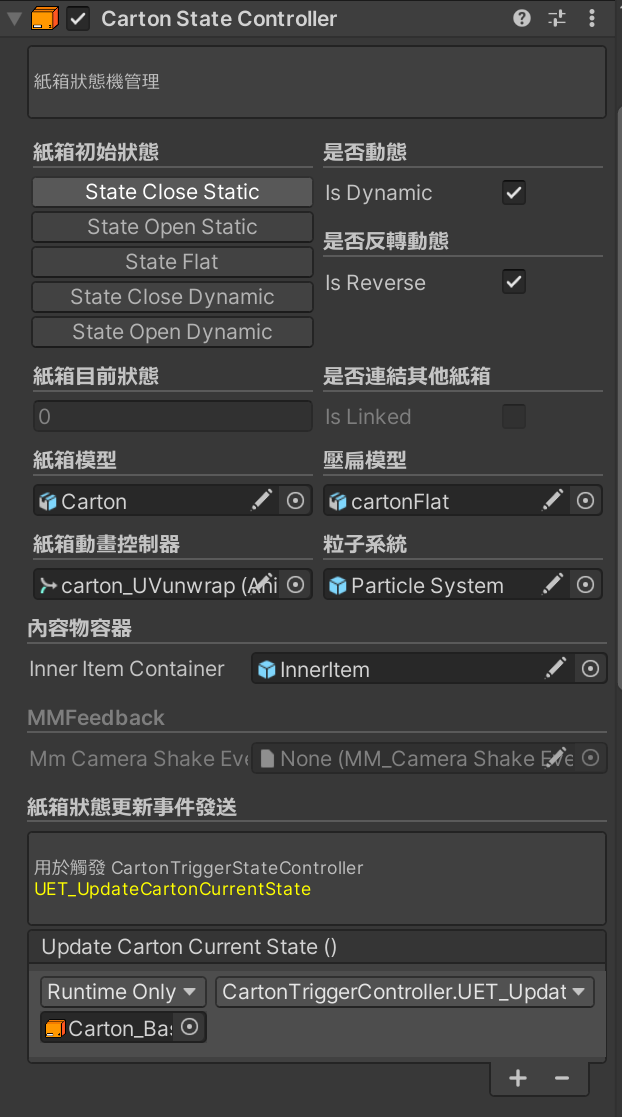 Carton State Controller
紙箱狀態機管理
紙箱初始狀態
State Close Static
State Open Static
State Flat
State Close Dynamic
State Open Dynamic
是否動態
Is Dynamic
是否反轉動態
Is Reverse
紙箱目前狀態
0
是否連結其他紙箱
Is Linked
紙箱模型
Carton
壓扁模型
cartonFlat
紙箱動畫控制器
carton_UVunwrap (Ani
粒子系統
Particle System
內容物容器
Inner Item Container
InnerItem
MMFeedback
Mm Camera Shake Eve
None (MM_Camera Shake Eve
紙箱狀態更新事件發送
用於觸發 CartonTriggerStateController
UET_UpdateCartonCurrentState
Update Carton Current State ()
Runtime Only
CartonTriggerController.UET_Updat
Carton_Bas